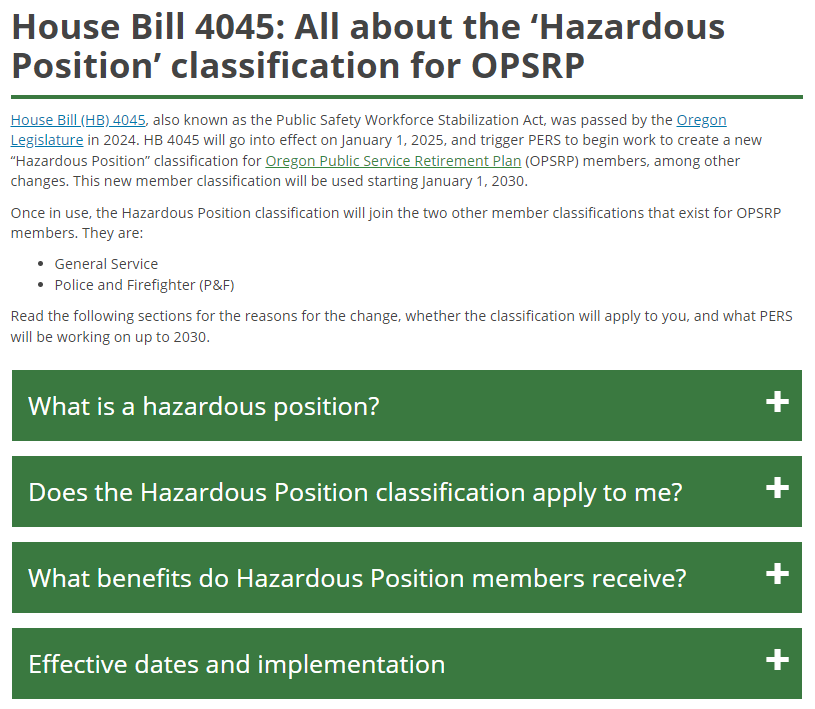 House Bill 4045: All about the ‘Hazardous
Position’ classification for OPSRP
House Bill (HB) 4045, also known as the Public Safety Workforce Stabilization Act, was passed by the Oregon
Legislature in 2024. HB 4045 will go into effect on January 1, 2025, and trigger PERS to begin work to create a new
“Hazardous Position” classification for Oregon Public Service Retirement Plan (OPSRP) members, among other
changes. This new member classification will be used starting January 1, 2030.
Once in use, the Hazardous Position classification will join the two other member classifications that exist for OPSRP
members. They are:
• General Service
• Police and Firefighter (P&F)
Read the following sections for the reasons for the change, whether the classification will apply to you, and what PERS
will be working on up to 2030.
What is a hazardous position?
Does the Hazardous Position classification apply to me?
What benefits do Hazardous Position members receive?
Effective dates and implementation